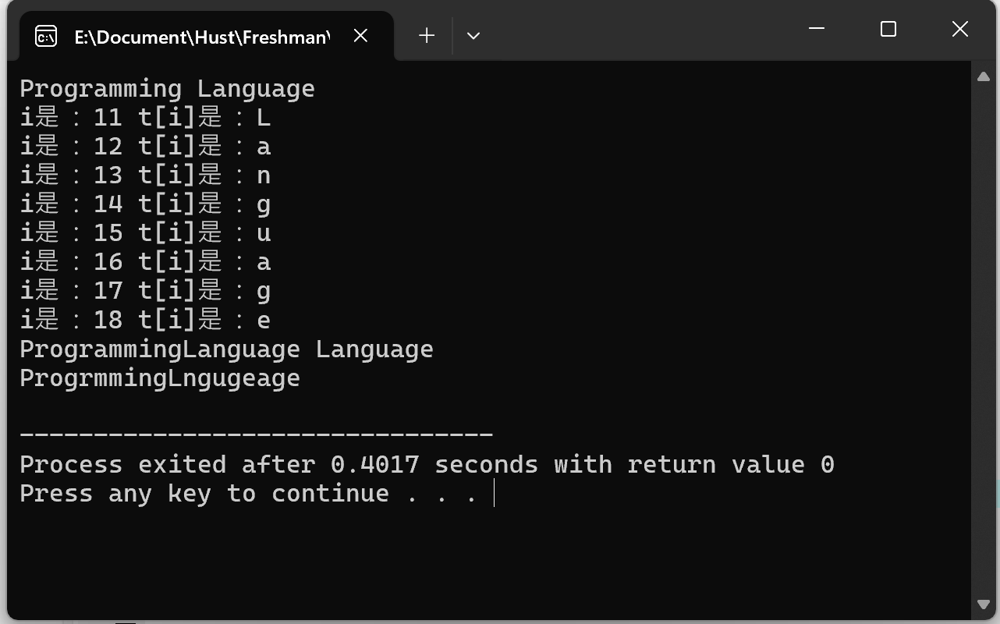 E:\Document\Hust\Freshman\
Programming Language
i是：11 t[i]是：L
i是：12 t[i]是：a
i是：13 t[i]是：n
i是：14 t[i]是：g
i是：15 t[i]是：u
i是：16 t[i]是：a
i是：17 t[i]是：g
i是：18 t[i]是：e
ProgrammingLanguage Language
ProgrmmingLngugeage
--------------------------------
Process exited after 0.4017 seconds with return value 0
Press any key to continue . . .